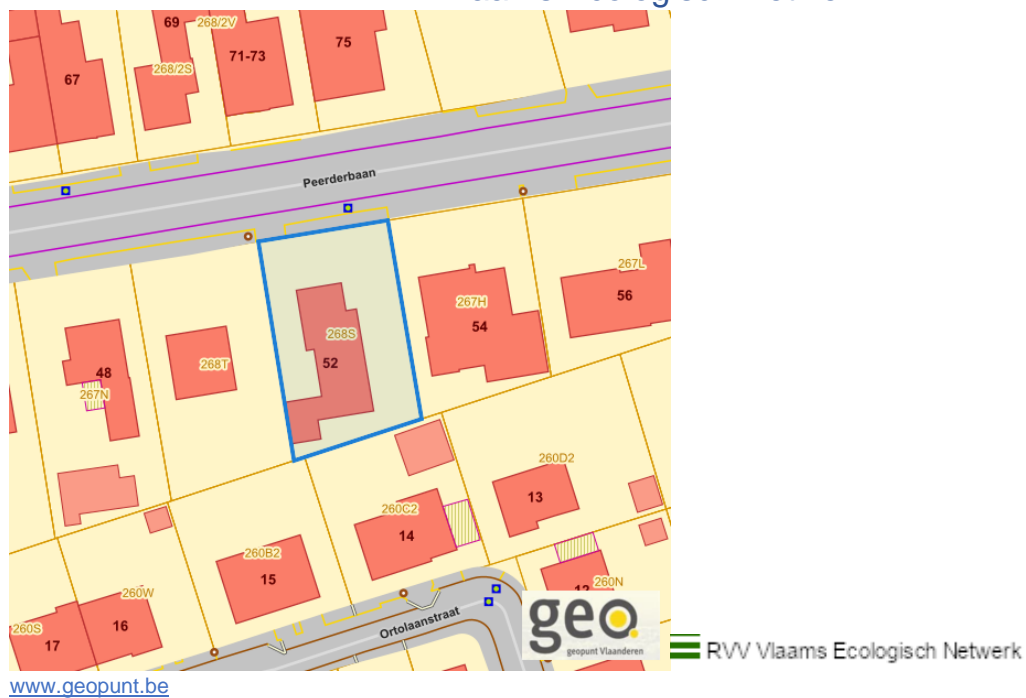 69
268/2V
75
71-73
67
268/2S
Peerderbaan
267L
56
267H
54
268S
52
268T
48
267N
260D2
13
260C2
14
260B2
15
260W
16
260S
17
260N
Ortolaanstraat
geo
geopunt Vlaanderen
RVV Vlaams Ecologisch Netwerk
www.geopunt.be